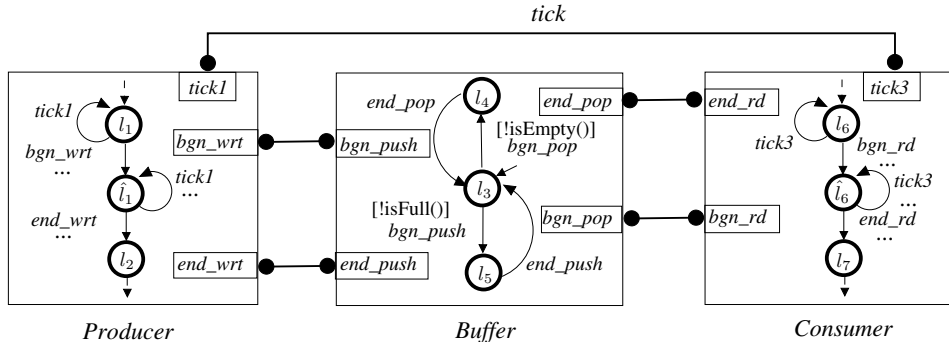 tick
tick1
tick1
l₁
bgn_wrt
...
bgn_wrt
l̂₁
tick1
...
end_wrt
...
l₂
end_wrt
Producer
end_pop
l₄
end_pop
[!isEmpty()]
bgn_pop
bgn_push
l₃
[!isFull()]
bgn_push
bgn_pop
end_push
l₅
end_push
Buffer
tick3
end_rd
l₆
tick3
bgn_rd
...
l̂₆
tick3
...
bgn_rd
end_rd
...
l₇
Consumer